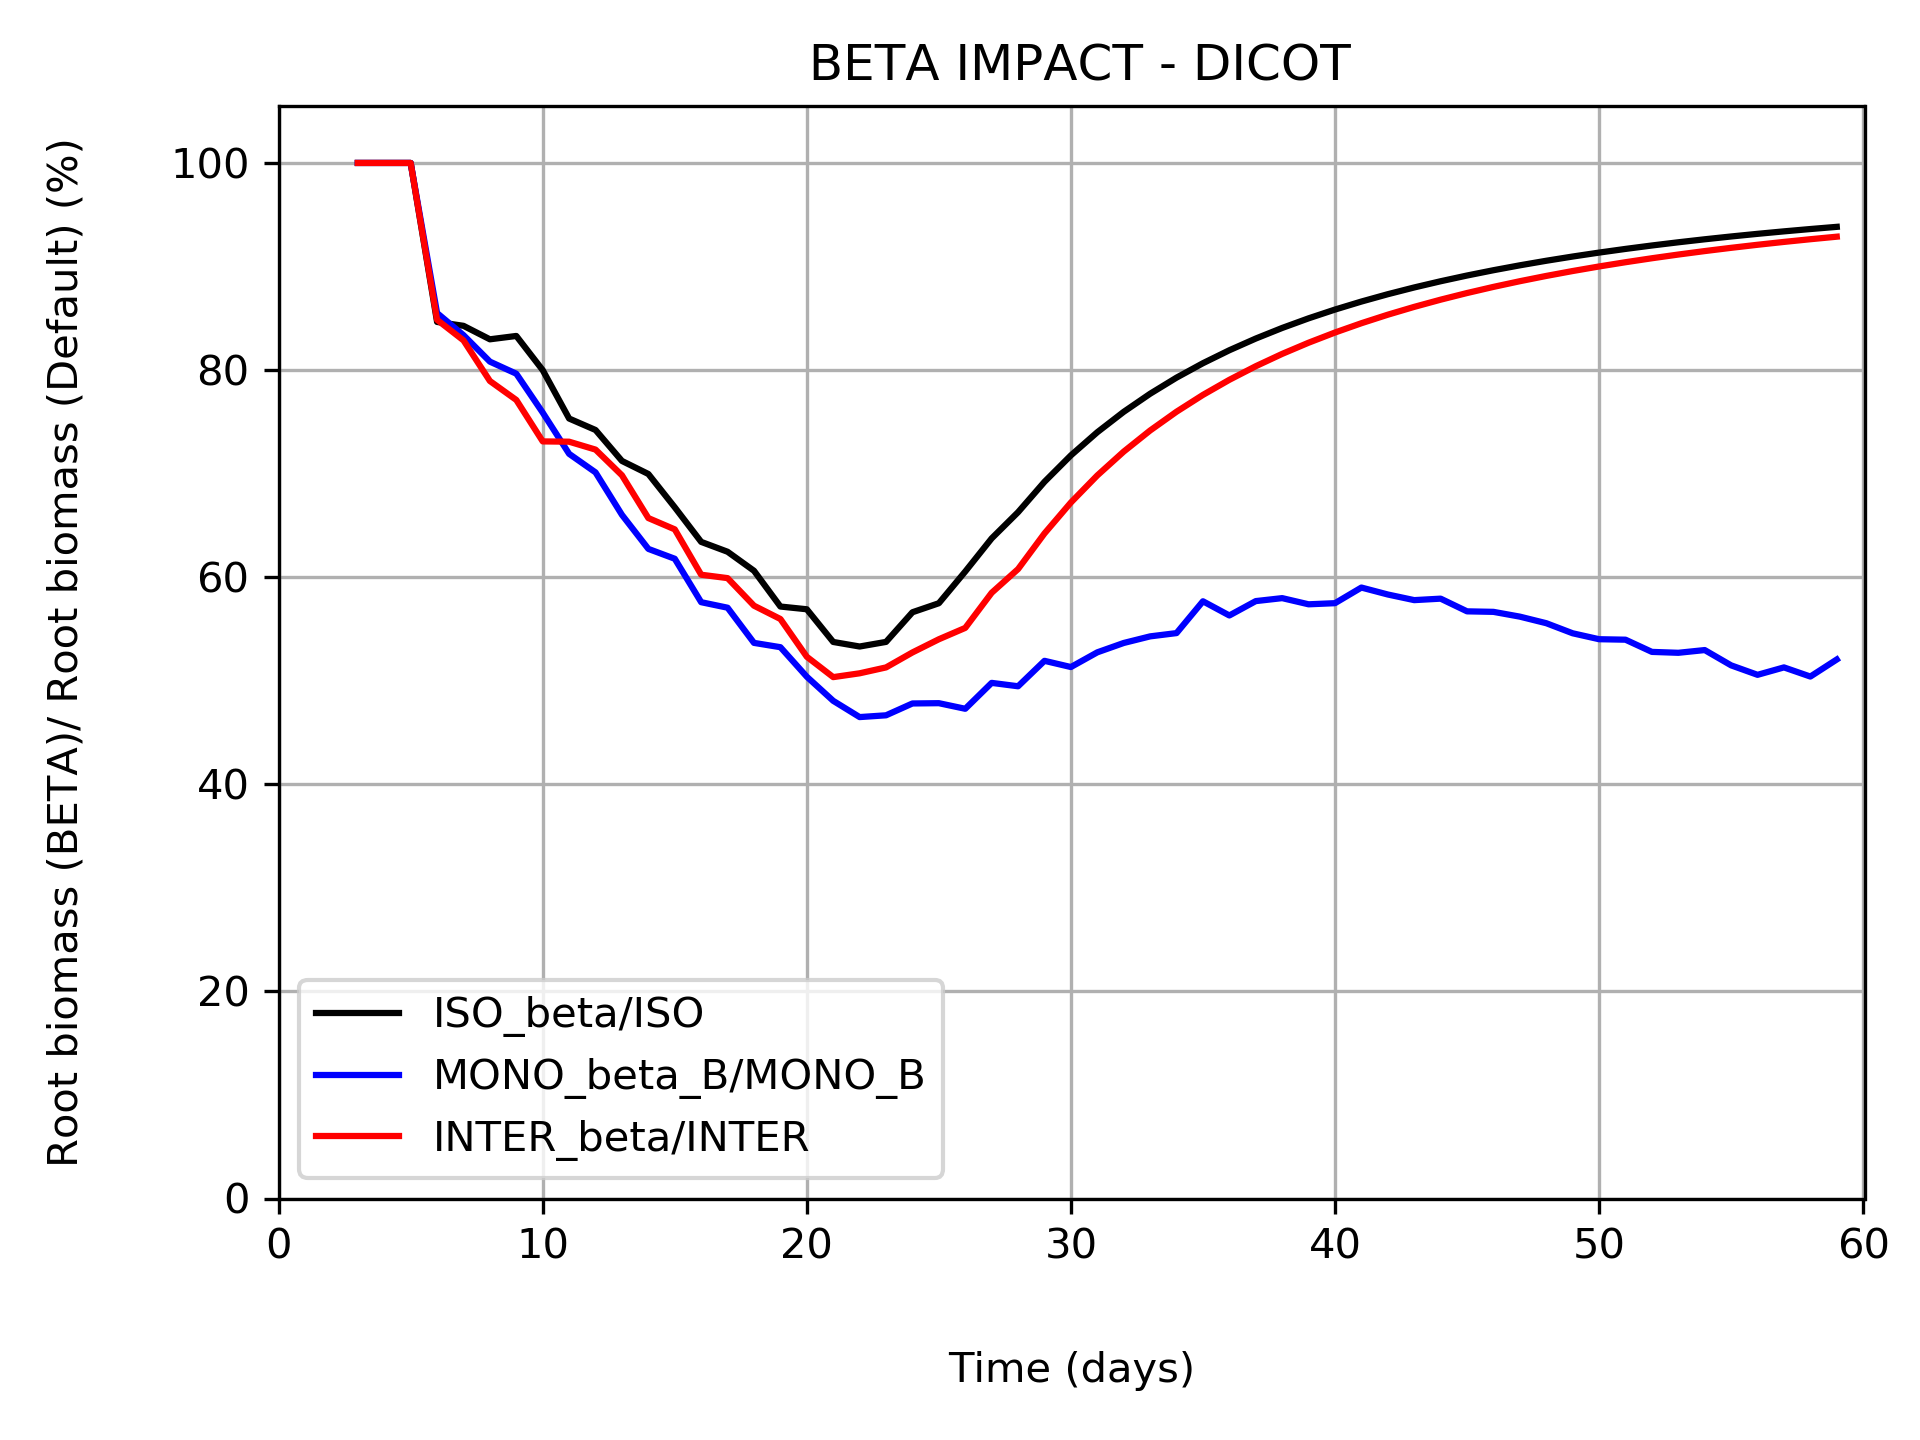 BETA IMPACT - DICOT
Root biomass (BETA)/ Root biomass (Default) (%)
100
80
60
40
20
0
ISO_beta/ISO
MONO_beta_B/MONO_B
INTER_beta/INTER
0 10 20 30 40 50 60
Time (days)